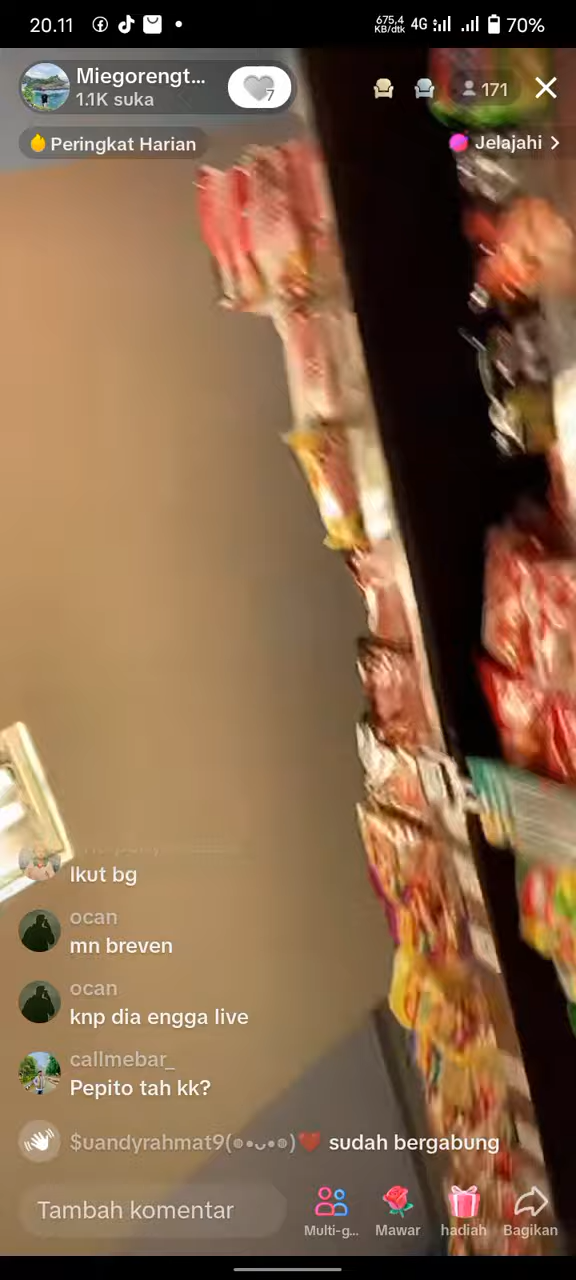 20.11
675,4
KB/dtk
4G
70%
Miegorengt...
1.1K suka
7
171
Peringkat Harian
Jelajahi
Ikut bg
ocan
mn breven
ocan
knp dia engga live
callmebar_
Pepito tah kk?
$uandyrahmat9(๏•ᴗ•๏)❤️ sudah bergabung
Tambah komentar
Multi-g...
Mawar
hadiah
Bagikan